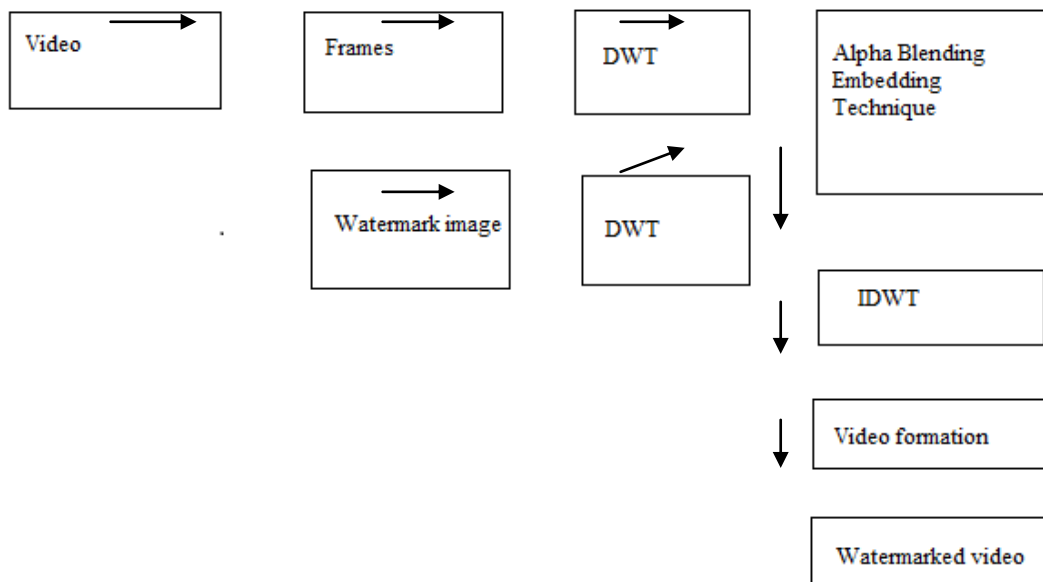 Video
Frames
DWT
Alpha Blending
Embedding
Technique
Watermark image
DWT
IDWT
Video formation
Watermarked video